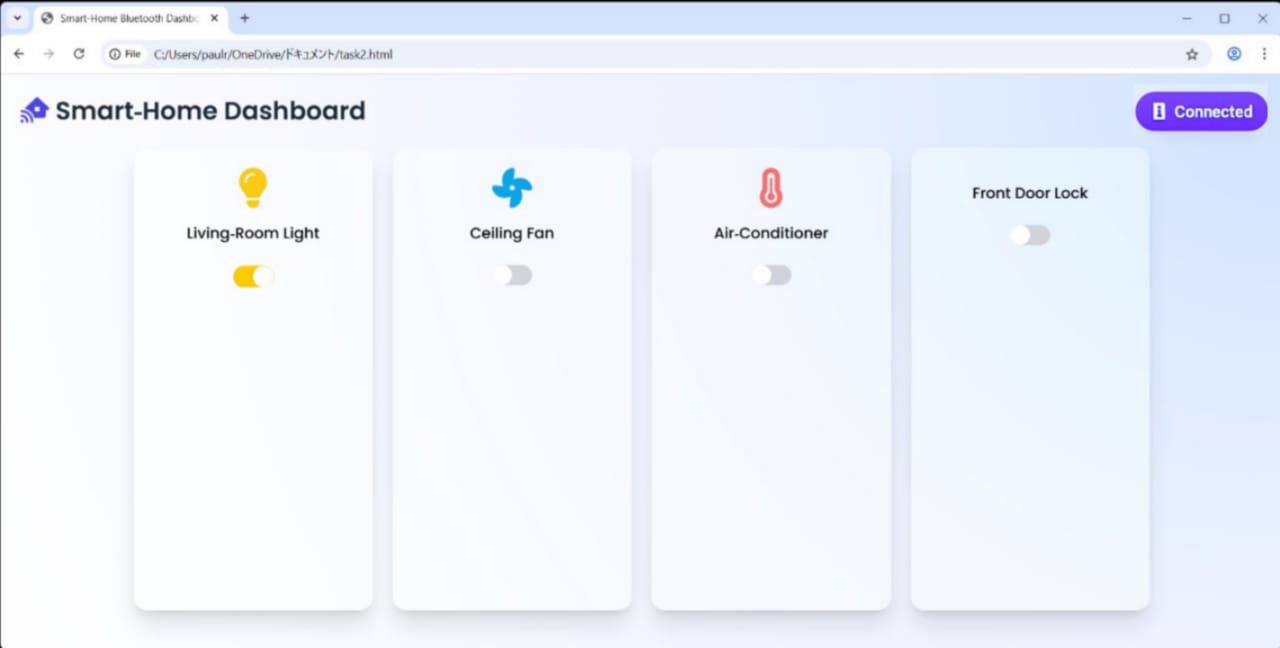 Smart-Home Bluetooth Dashbo
File C:/Users/paulr/OneDrive/ドキュメント/task2.html
Smart-Home Dashboard
Connected
Living-Room Light
Ceiling Fan
Air-Conditioner
Front Door Lock